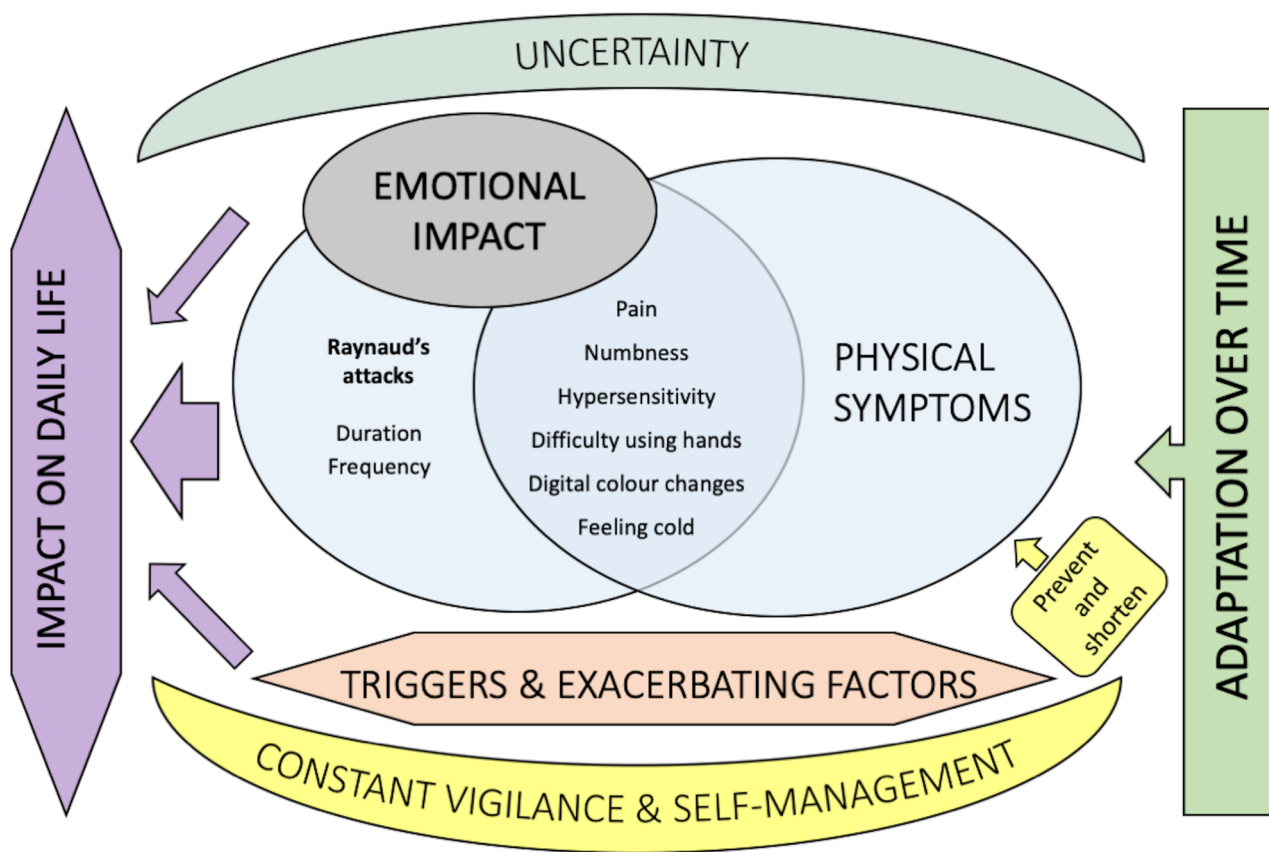 UNCERTAINTY
IMPACT ON DAILY LIFE
EMOTIONAL
IMPACT
Raynaud's
attacks
Duration
Frequency
Pain
Numbness
Hypersensitivity
Difficulty using hands
Digital colour changes
Feeling cold
PHYSICAL
SYMPTOMS
ADAPTATION OVER TIME
Prevent
and
shorten
TRIGGERS & EXACERBATING FACTORS
CONSTANT VIGILANCE & SELF-MANAGEMENT